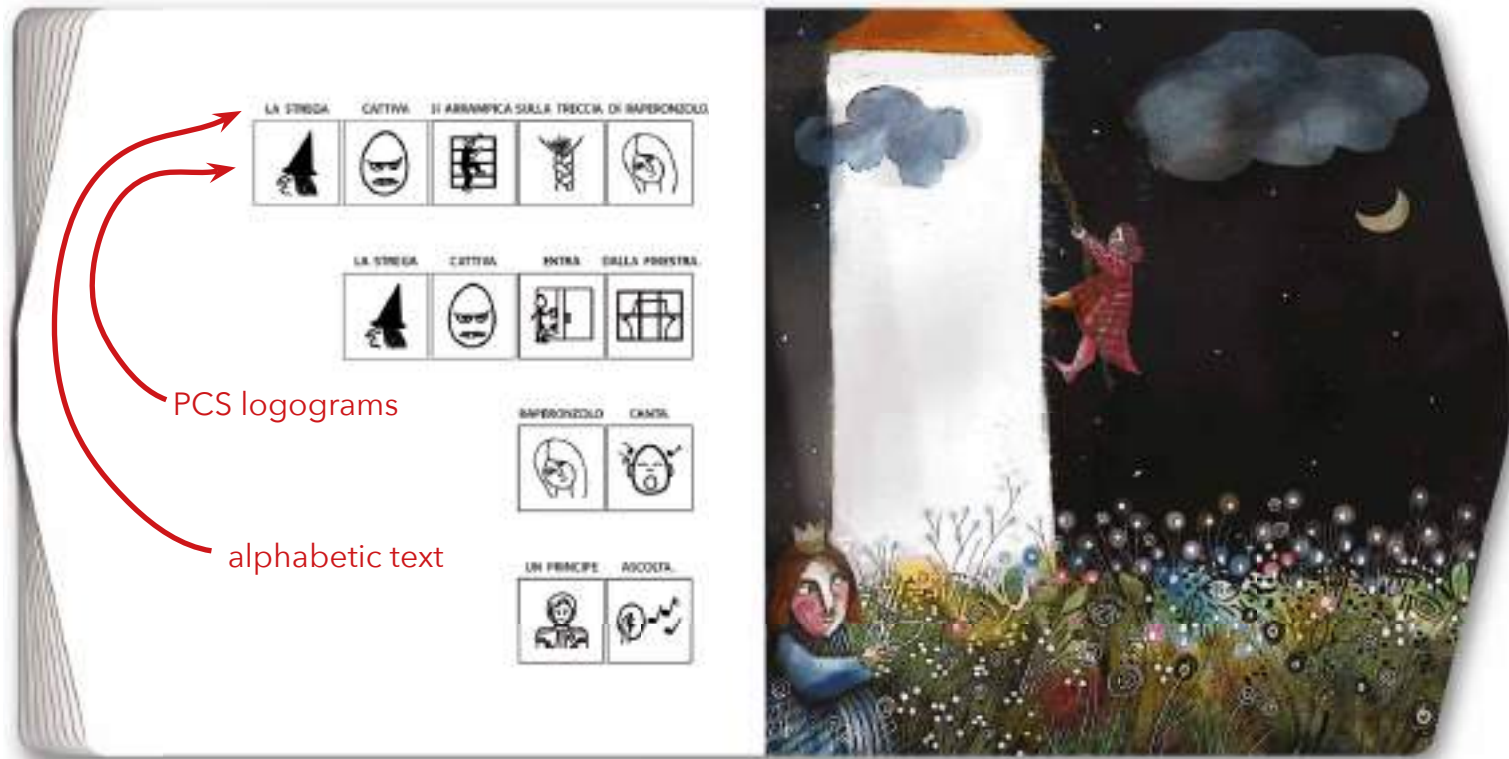 LA STREGA CATTIVA SI ARRAMPICA SULLA TRECCIA DI RAPERONZOLO.
LA STREGA CATTIVA ENTRA DALLA FINESTRA.
PCS logograms
RAPERONZOLO CANTA.
alphabetic text
UN PRINCIPE ASCOLTA.